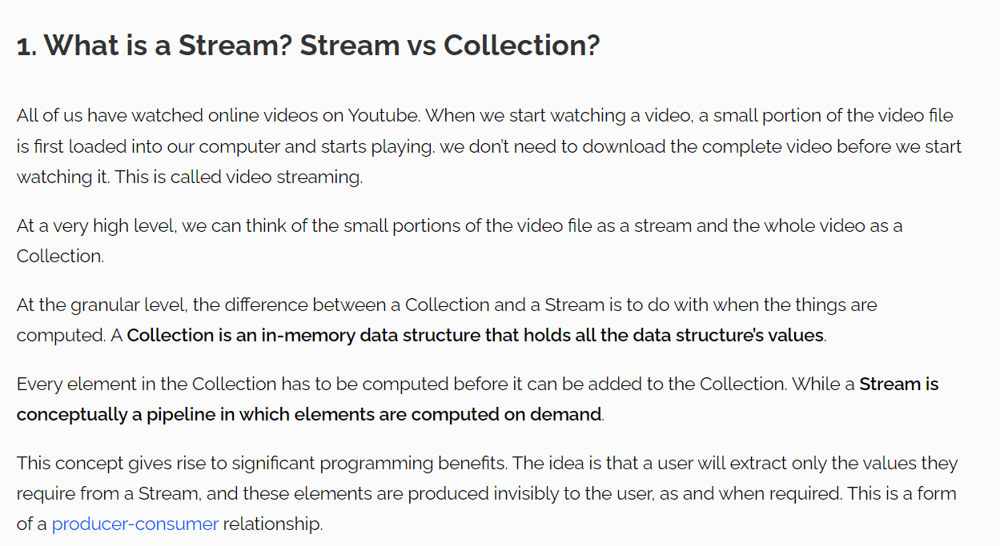 1. What is a Stream? Stream vs Collection?
All of us have watched online videos on Youtube. When we start watching a video, a small portion of the video file
is first loaded into our computer and starts playing. we don’t need to download the complete video before we start
watching it. This is called video streaming.
At a very high level, we can think of the small portions of the video file as a stream and the whole video as a
Collection.
At the granular level, the difference between a Collection and a Stream is to do with when the things are
computed. A Collection is an in-memory data structure that holds all the data structure’s values.
Every element in the Collection has to be computed before it can be added to the Collection. While a Stream is
conceptually a pipeline in which elements are computed on demand.
This concept gives rise to significant programming benefits. The idea is that a user will extract only the values they
require from a Stream, and these elements are produced invisibly to the user, as and when required. This is a form
of a producer-consumer relationship.